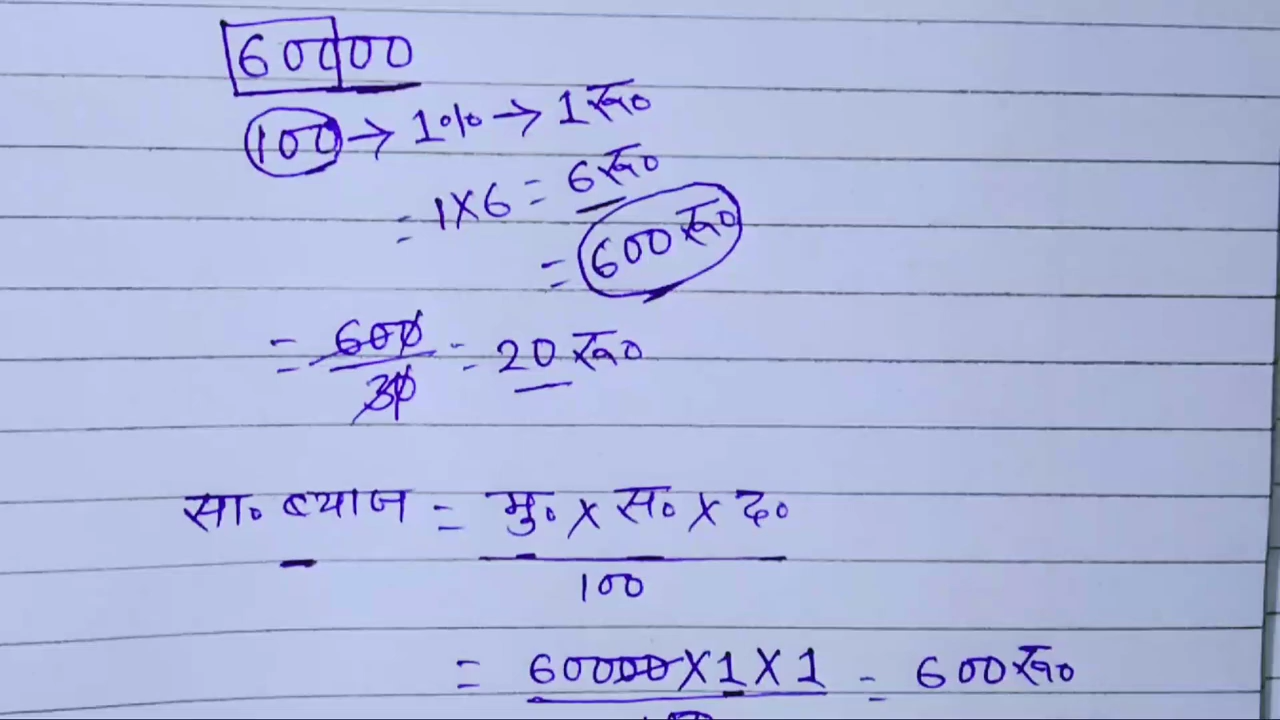 60000
100 → 1% → 1 रू०
= 1×6 = 6 रू०
= 600 रू०
= 600/30 = 20 रू०
सा० ब्याज = मु० × स० × द०
100
= 60000 × 1 × 1 = 600 रू०